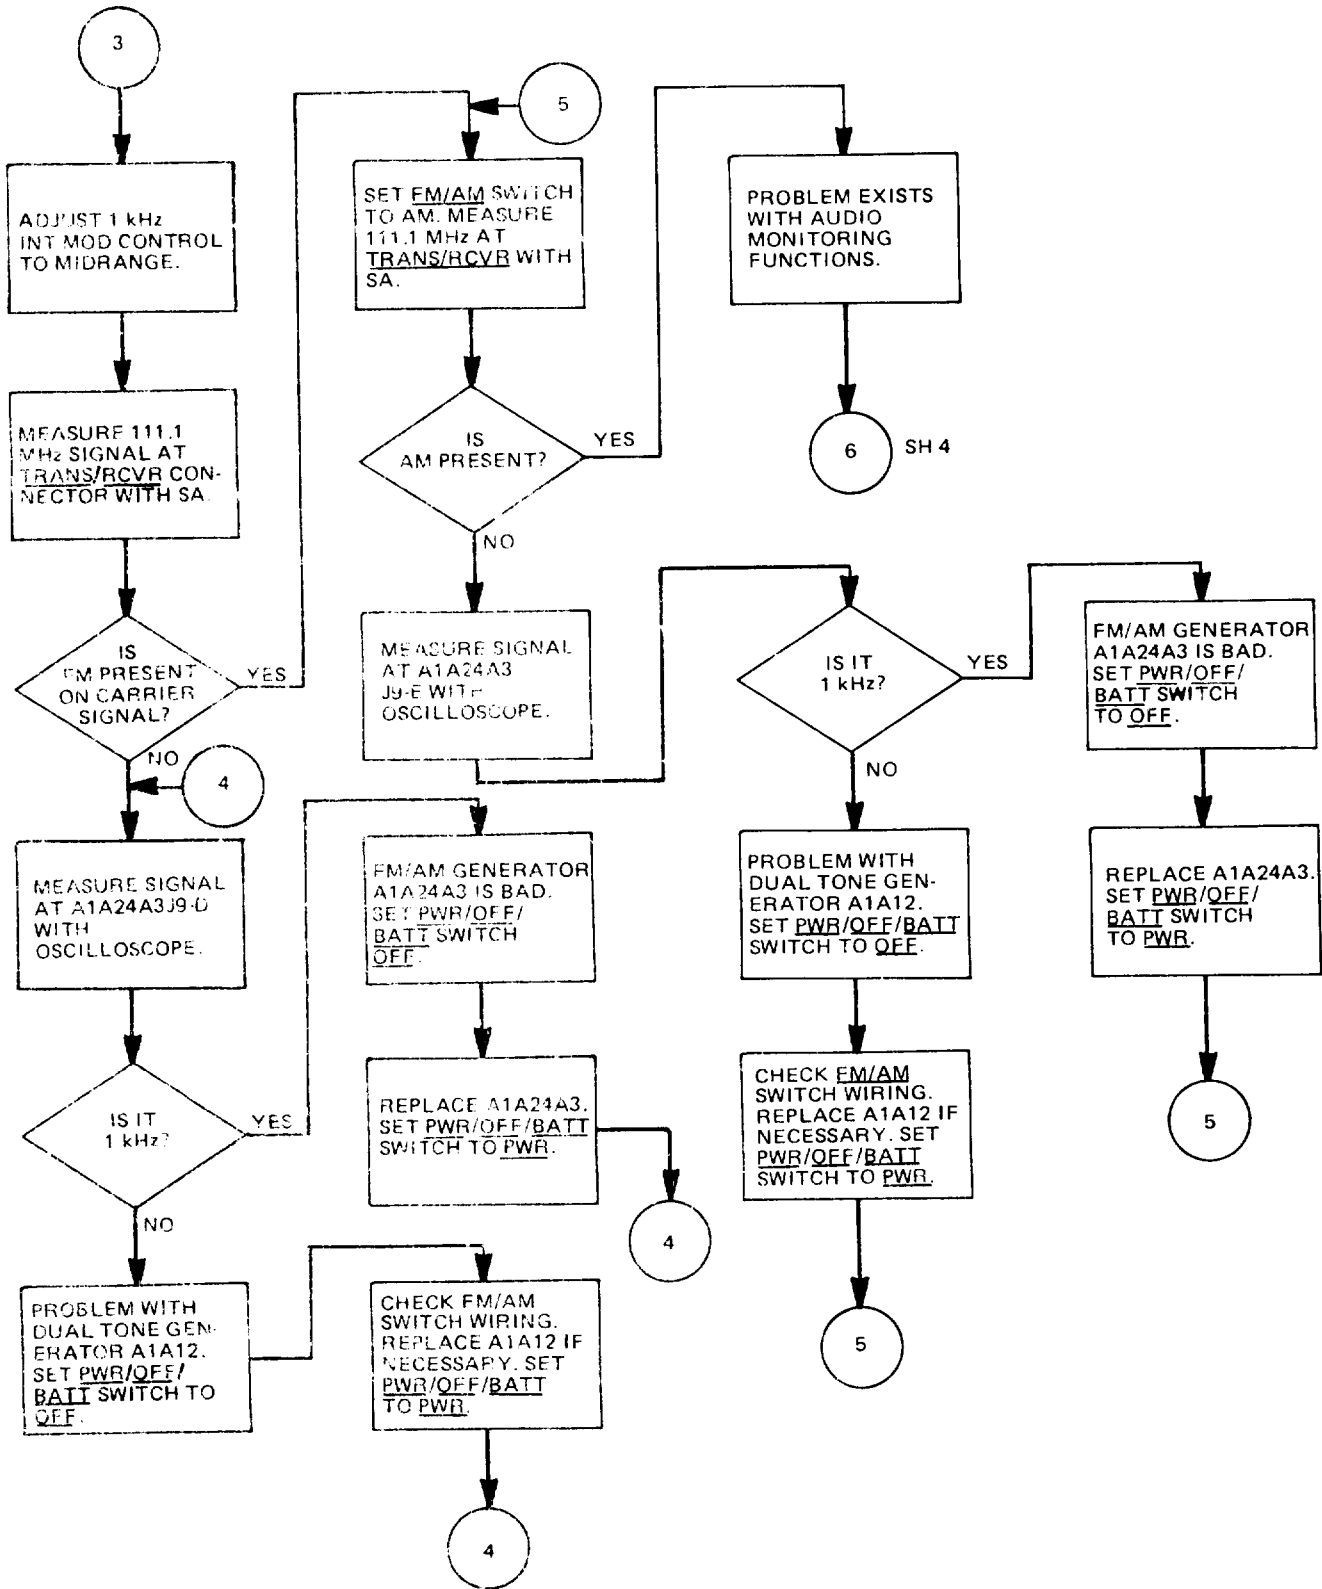 3
ADJUST 1 kHz
INT MOD CONTROL
TO MIDRANGE.
MEASURE 111.1
MHz SIGNAL AT
TRANS/RCVR CON-
NECTOR WITH SA.
IS
FM PRESENT
ON CARRIER
SIGNAL?
YES
NO
4
MEASURE SIGNAL
AT A1A24A3J9-D
WITH
OSCILLOSCOPE.
IS IT
1 kHz?
YES
NO
PROBLEM WITH
DUAL TONE GEN-
ERATOR A1A12.
SET PWR/OFF/
BATT SWITCH TO
OFF.
5
SET FM/AM SWITCH
TO AM. MEASURE
111.1 MHz AT
TRANS/RCVR WITH
SA.
IS
AM PRESENT?
YES
NO
MEASURE SIGNAL
AT A1A24A3
J9-E WITH
OSCILLOSCOPE.
FM/AM GENERATOR
A1A24A3 IS BAD.
SET PWR/OFF/
BATT SWITCH
OFF.
REPLACE A1A24A3.
SET PWR/OFF/BATT
SWITCH TO PWR.
4
CHECK FM/AM
SWITCH WIRING.
REPLACE A1A12 IF
NECESSARY. SET
PWR/OFF/BATT
TO PWR.
4
PROBLEM EXISTS
WITH AUDIO
MONITORING
FUNCTIONS.
6
SH 4
IS IT
1 kHz?
YES
NO
PROBLEM WITH
DUAL TONE GEN-
ERATOR A1A12.
SET PWR/OFF/BATT
SWITCH TO OFF.
CHECK FM/AM
SWITCH WIRING.
REPLACE A1A12 IF
NECESSARY. SET
PWR/OFF/BATT
SWITCH TO PWR.
5
FM/AM GENERATOR
A1A24A3 IS BAD.
SET PWR/OFF/
BATT SWITCH
TO OFF.
REPLACE A1A24A3.
SET PWR/OFF/
BATT SWITCH
TO PWR.
5